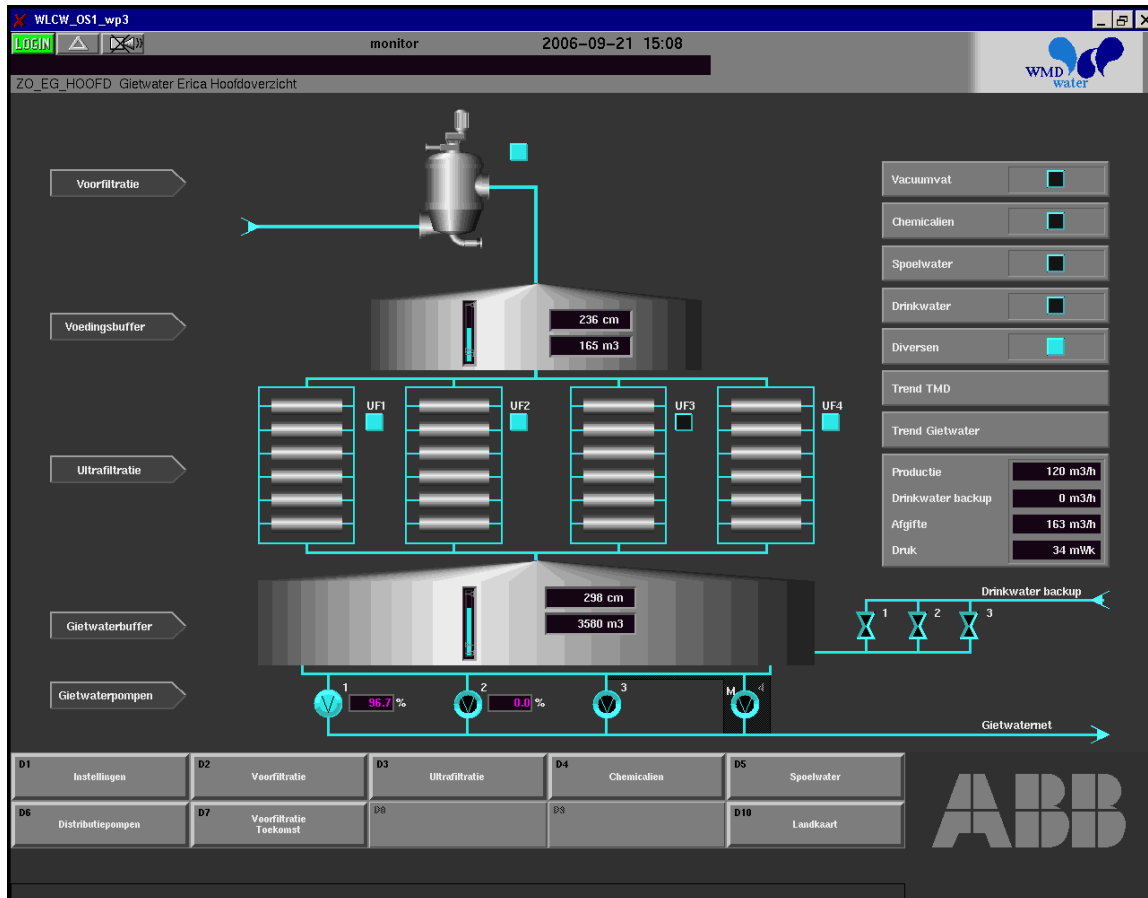 WLCW_OS1_wp3
LOGIN
monitor
2006-09-21 15:08
ZO_EG_HOOFD Gietwater Erica Hoofdoverzicht
WMD
water
Voorfiltratie
Voedingsbuffer
236 cm
165 m3
UF1
UF2
UF3
UF4
Ultrafiltratie
Gietwaterbuffer
298 cm
3580 m3
Gietwaterpompen
1
96.7 %
2
0.0 %
3
M
4
Vacuumvat
Chemicalien
Spoelwater
Drinkwater
Diversen
Trend TMD
Trend Gietwater
Productie 120 m3/h
Drinkwater backup 0 m3/h
Afgifte 163 m3/h
Druk 34 mWk
Drinkwater backup
1 2 3
Gietwaternet
D1 Instellingen
D2 Voorfiltratie
D3 Ultrafiltratie
D4 Chemicalien
D5 Spoelwater
D6 Distributiepompen
D7 Voorfiltratie
Toekomst
D8
D9
D10 Landkaart
ABB